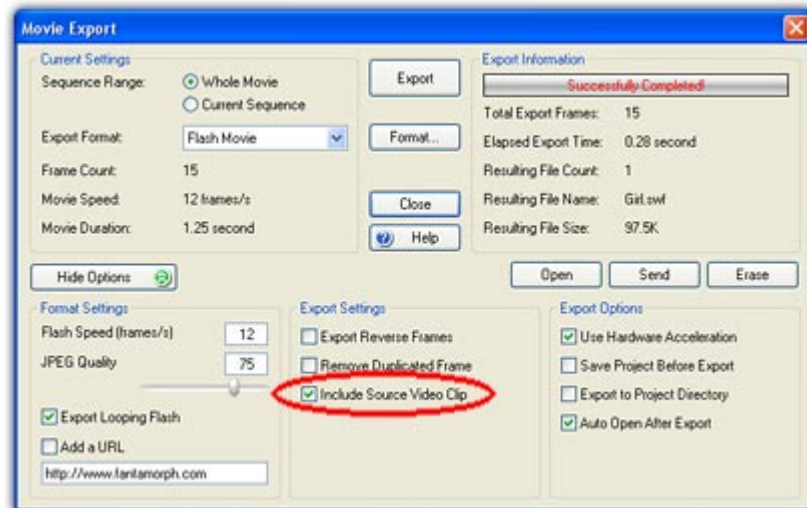 Movie Export
Current Settings
Sequence Range: Whole Movie
Current Sequence
Export Format: Flash Movie
Frame Count: 15
Movie Speed: 12 frames/s
Movie Duration: 1.25 second
Export
Format...
Close
Help
Export Information
Successfully Completed!
Total Export Frames: 15
Elapsed Export Time: 0.28 second
Resulting File Count: 1
Resulting File Name: Girl.swf
Resulting File Size: 97.5K
Hide Options
Open Send Erase
Format Settings
Flash Speed (frames/s) 12
JPEG Quality 75
Export Looping Flash
Add a URL
http://www.fantamorph.com
Export Settings
Export Reverse Frames
Remove Duplicated Frame
Include Source Video Clip
Export Options
Use Hardware Acceleration
Save Project Before Export
Export to Project Directory
Auto Open After Export